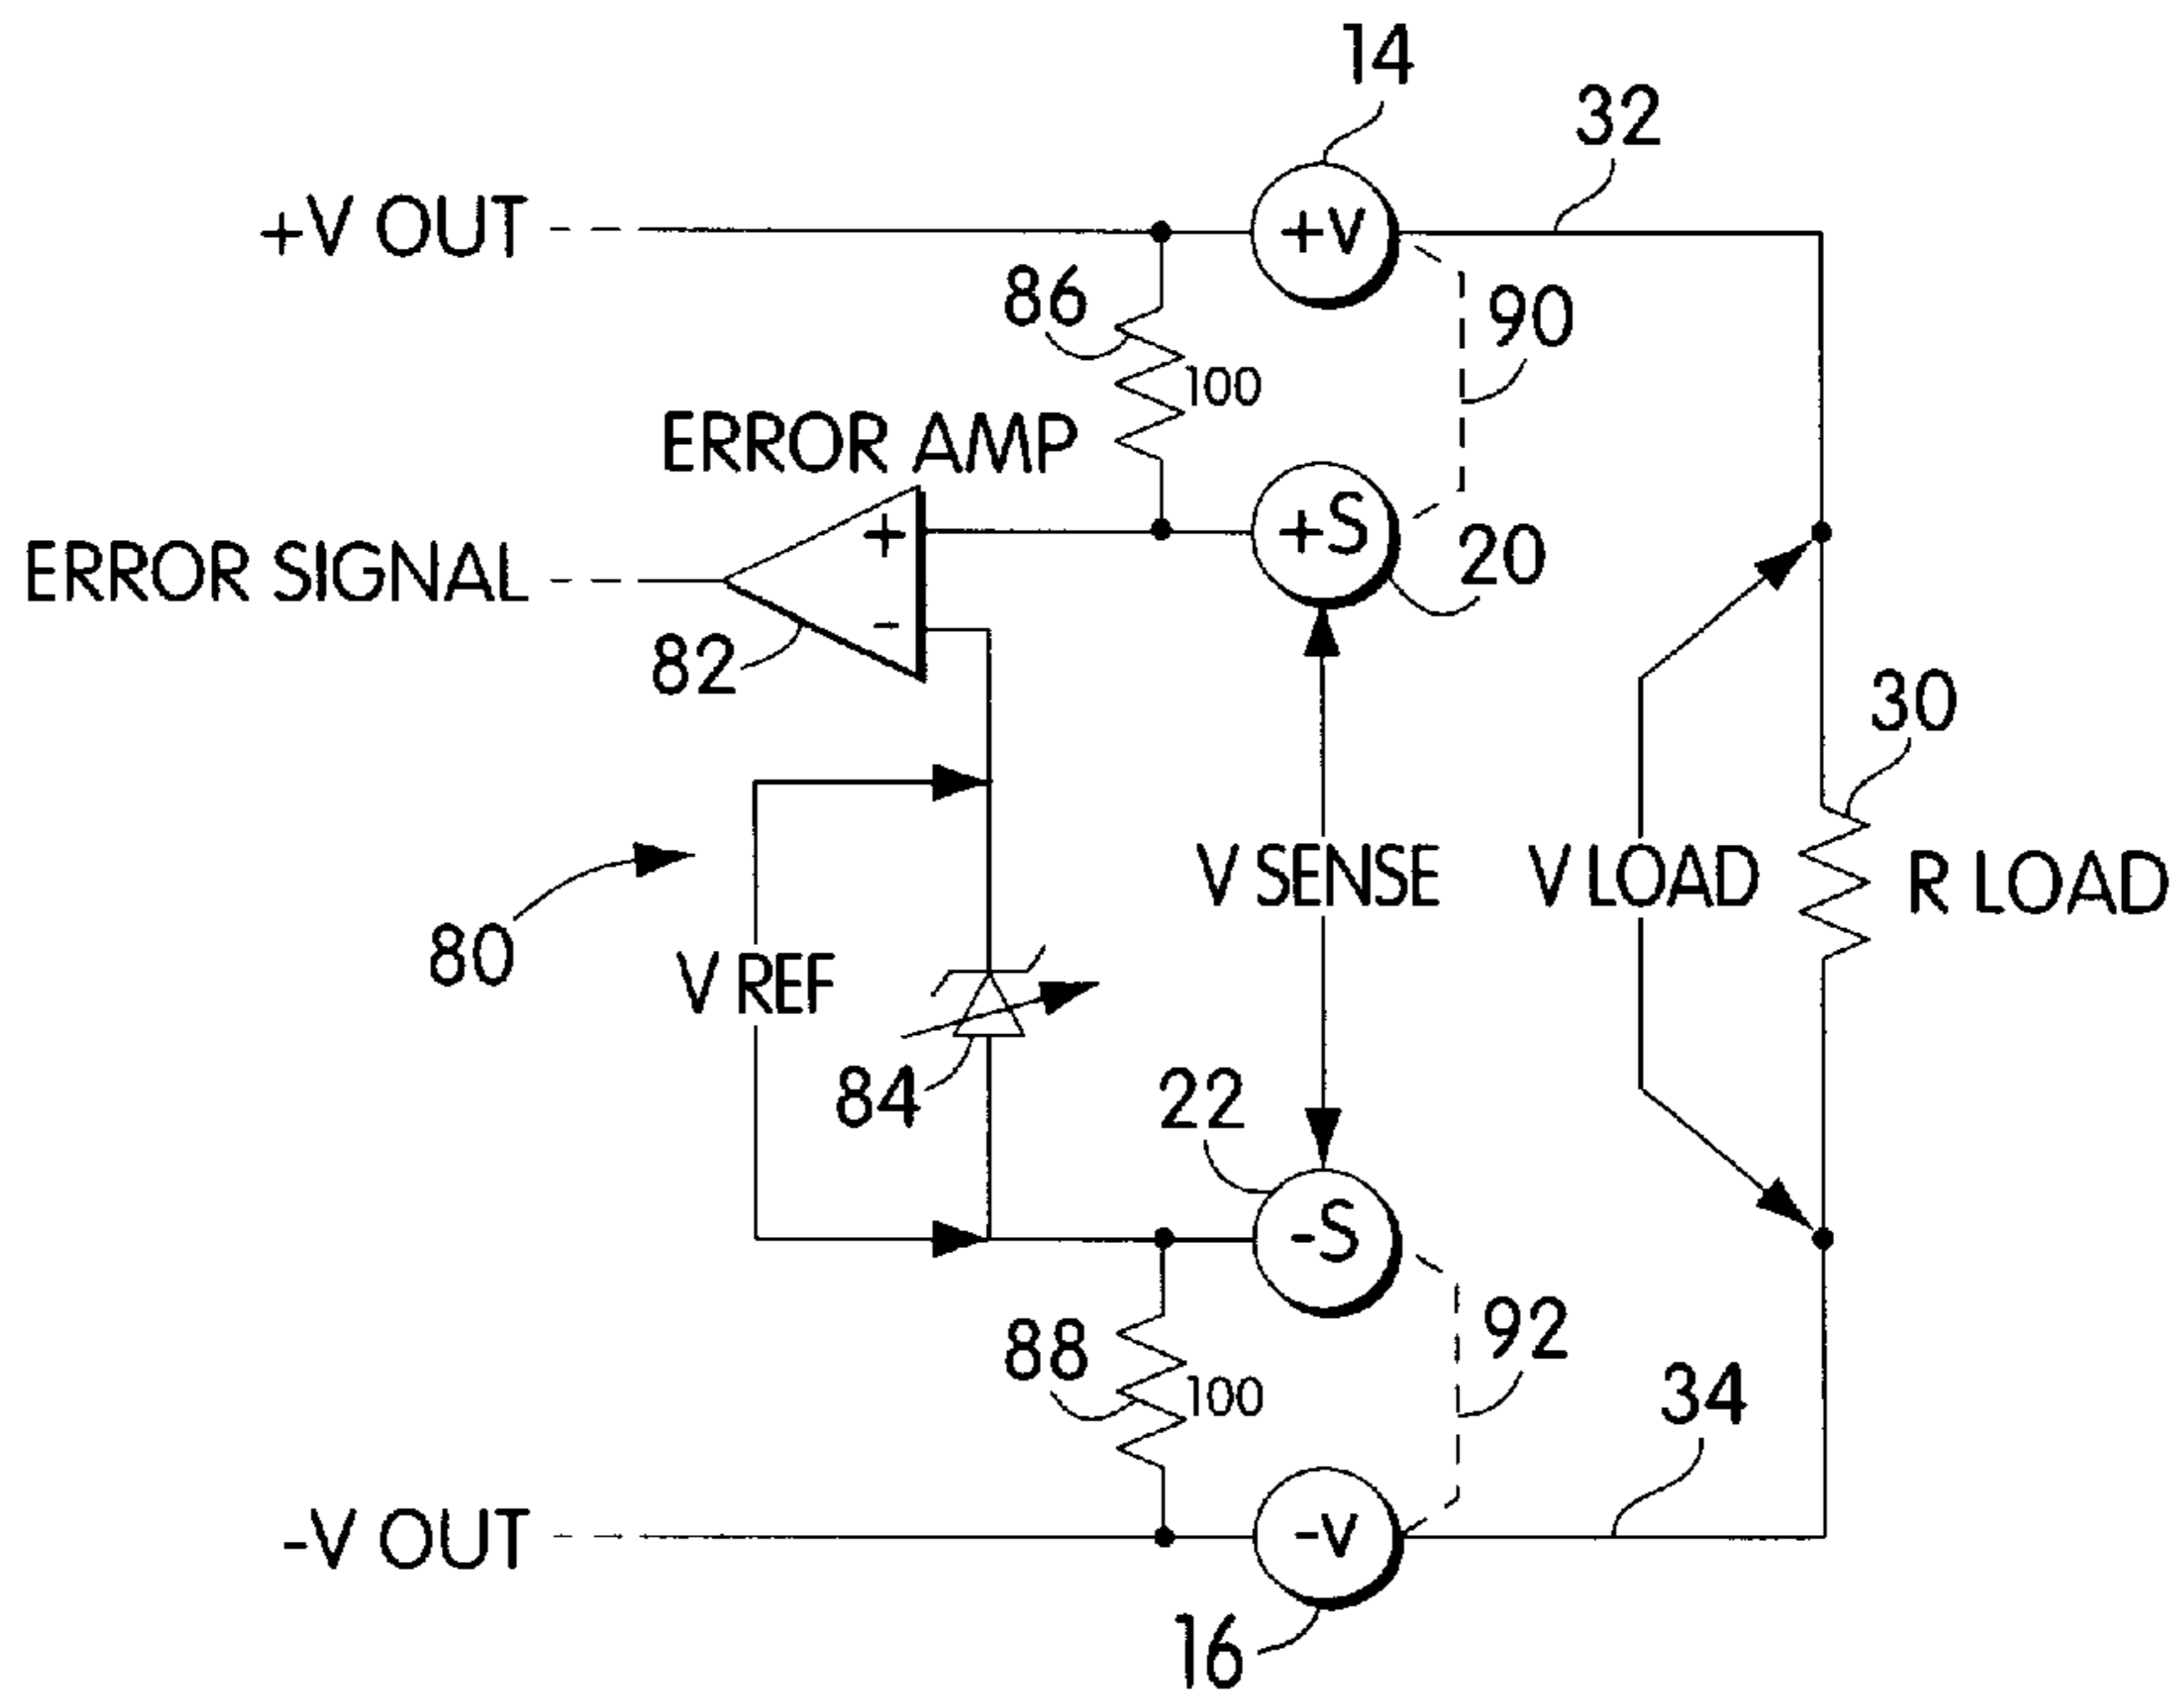 14
32
+V OUT
+V
86
90
100
ERROR AMP
+
+S
20
ERROR SIGNAL
-
82
30
V SENSE
V LOAD
R LOAD
80
V REF
84
22
-S
88
92
100
34
-V OUT
-V
16